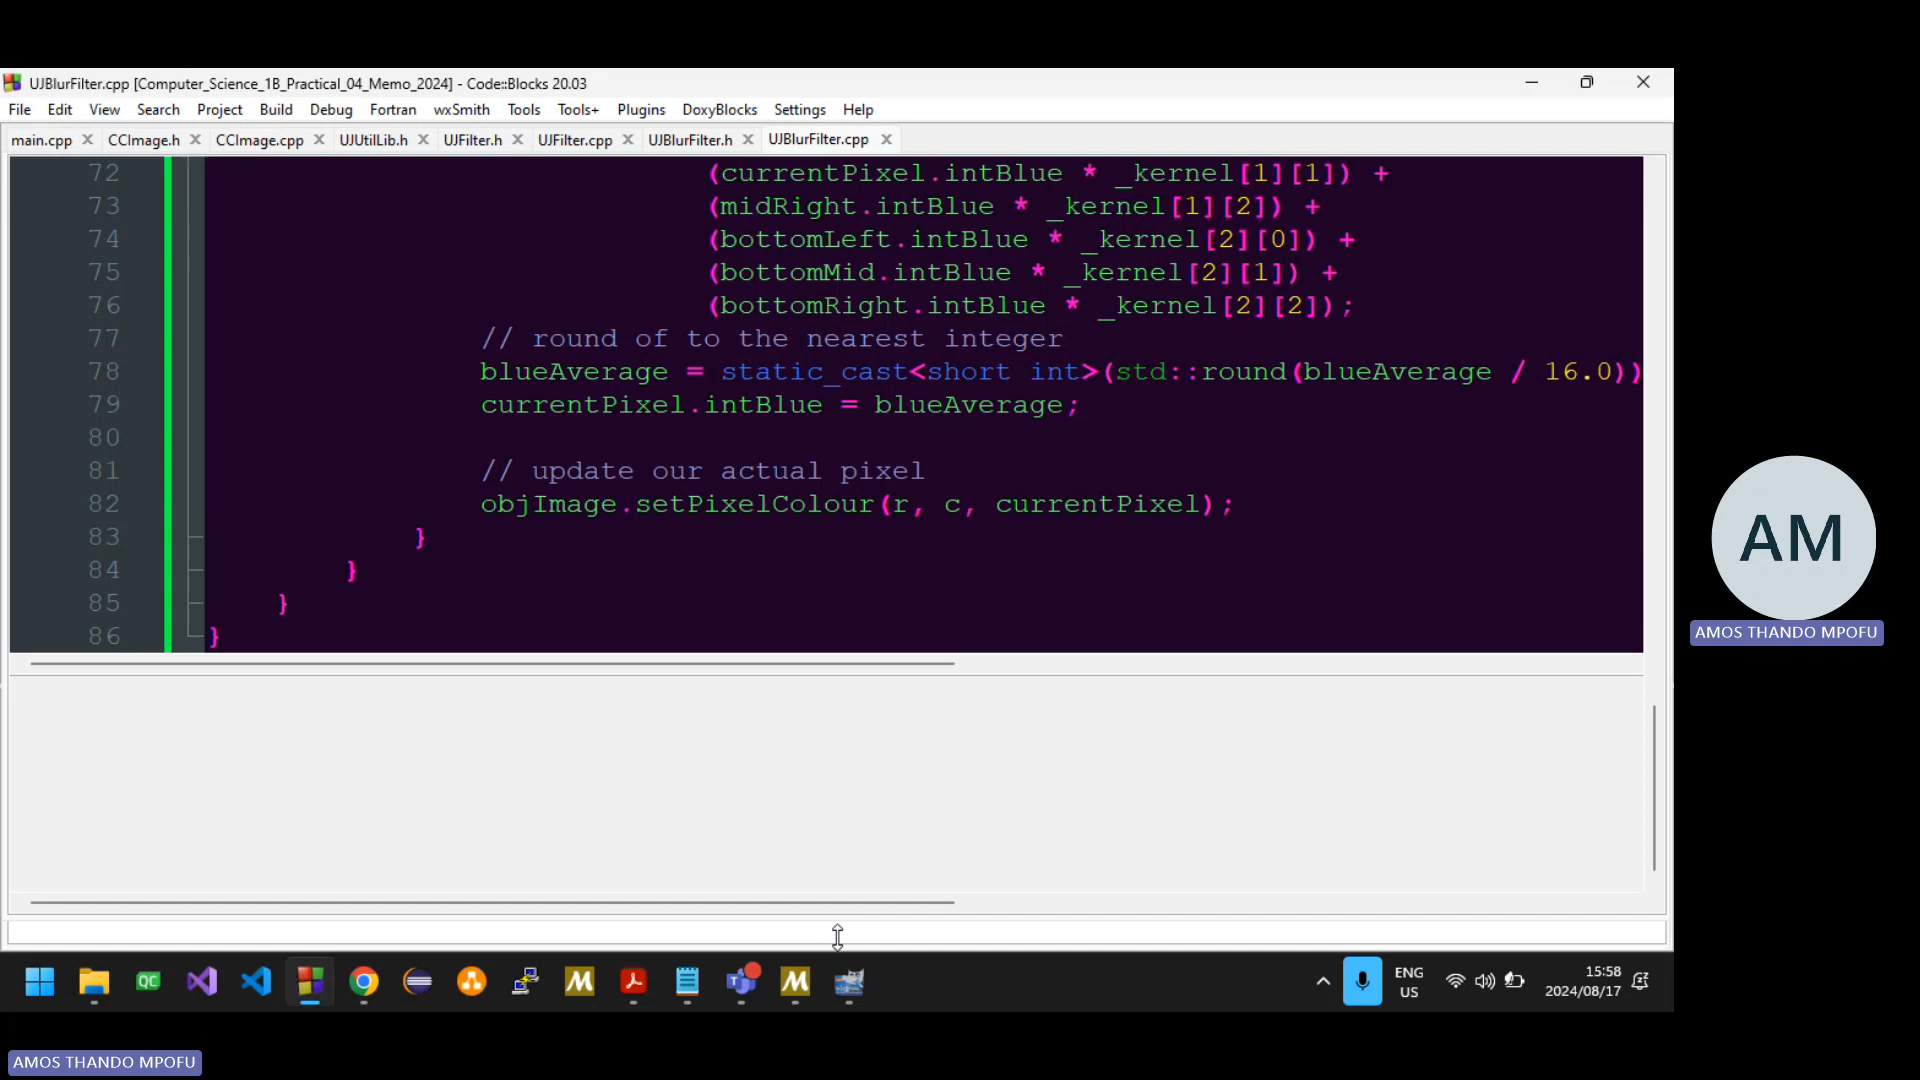 UJBlurFilter.cpp [Computer_Science_1B_Practical_04_Memo_2024] - Code::Blocks 20.03
File Edit View Search Project Build Debug Fortran wxSmith Tools Tools+ Plugins DoxyBlocks Settings Help
main.cpp CCImage.h CCImage.cpp UJUtilLib.h UJFilter.h UJFilter.cpp UJBlurFilter.h UJBlurFilter.cpp
72 (currentPixel.intBlue * _kernel[1][1]) +
73 (midRight.intBlue * _kernel[1][2]) +
74 (bottomLeft.intBlue * _kernel[2][0]) +
75 (bottomMid.intBlue * _kernel[2][1]) +
76 (bottomRight.intBlue * _kernel[2][2]);
77 // round of to the nearest integer
78 blueAverage = static_cast<short int>(std::round(blueAverage / 16.0))
79 currentPixel.intBlue = blueAverage;
80
81 // update our actual pixel
82 objImage.setPixelColour(r, c, currentPixel);
83 }
84 }
85 }
86 }
AM
AMOS THANDO MPOFU
QC
M
M
ENG
US
15:58
2024/08/17
AMOS THANDO MPOFU